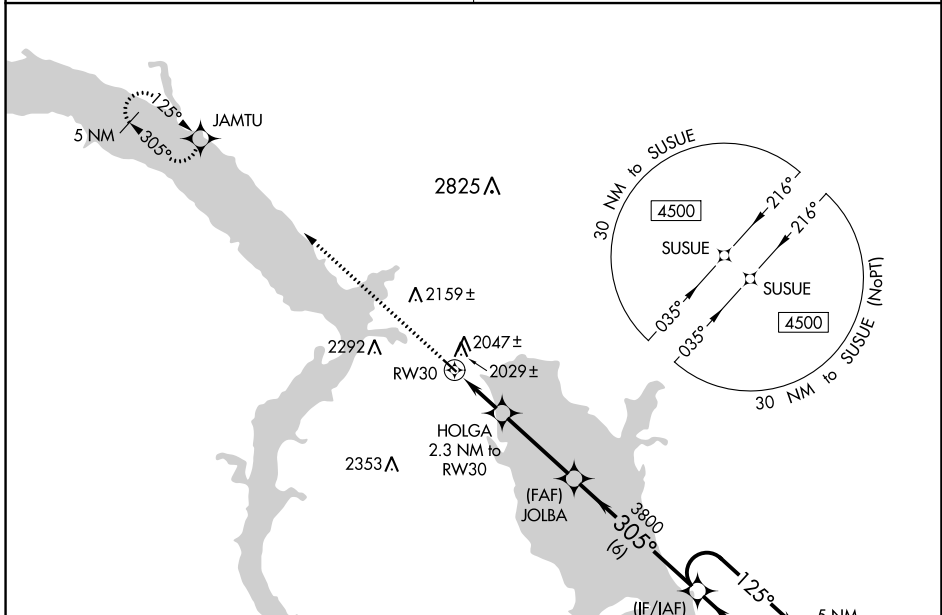 JAMTU
125°
5 NM
305°
2825
30 NM to SUSUE
4500
216°
216°
SUSUE
SUSUE
035°
035°
4500
30 NM to SUSUE (NoPT)
2159±
2292
2047±
2029±
RW30
HOLGA
2.3 NM to
RW30
2353
(FAF)
JOLBA
3800
305°
(6)
125°
(IF/IAF)
5 NM